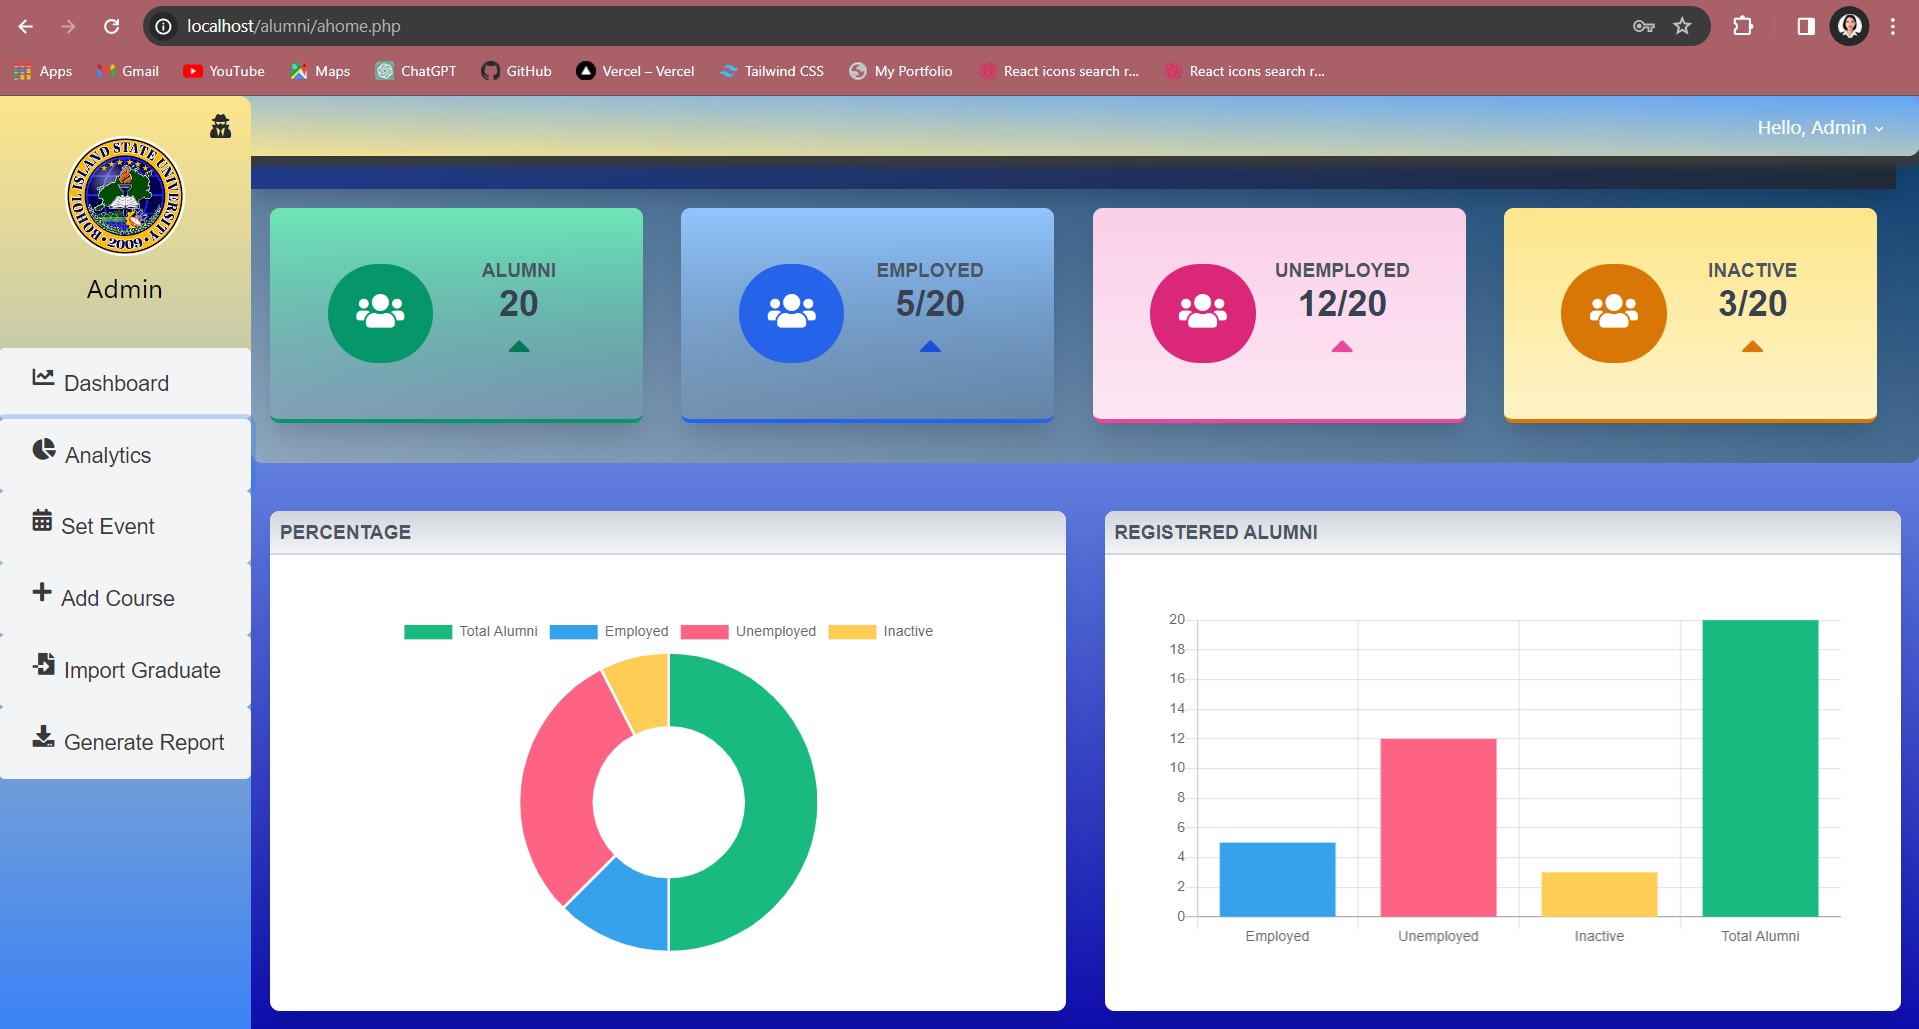 localhost/alumni/ahome.php
Apps Gmail YouTube Maps ChatGPT GitHub Vercel – Vercel Tailwind CSS My Portfolio React icons search r... React icons search r...
Hello, Admin
BOHOL ISLAND STATE UNIVERSITY
• 2009 •
Admin
Dashboard
Analytics
Set Event
Add Course
Import Graduate
Generate Report
ALUMNI
20
EMPLOYED
5/20
UNEMPLOYED
12/20
INACTIVE
3/20
PERCENTAGE
Total Alumni Employed Unemployed Inactive
REGISTERED ALUMNI
20
18
16
14
12
10
8
6
4
2
0
Employed Unemployed Inactive Total Alumni